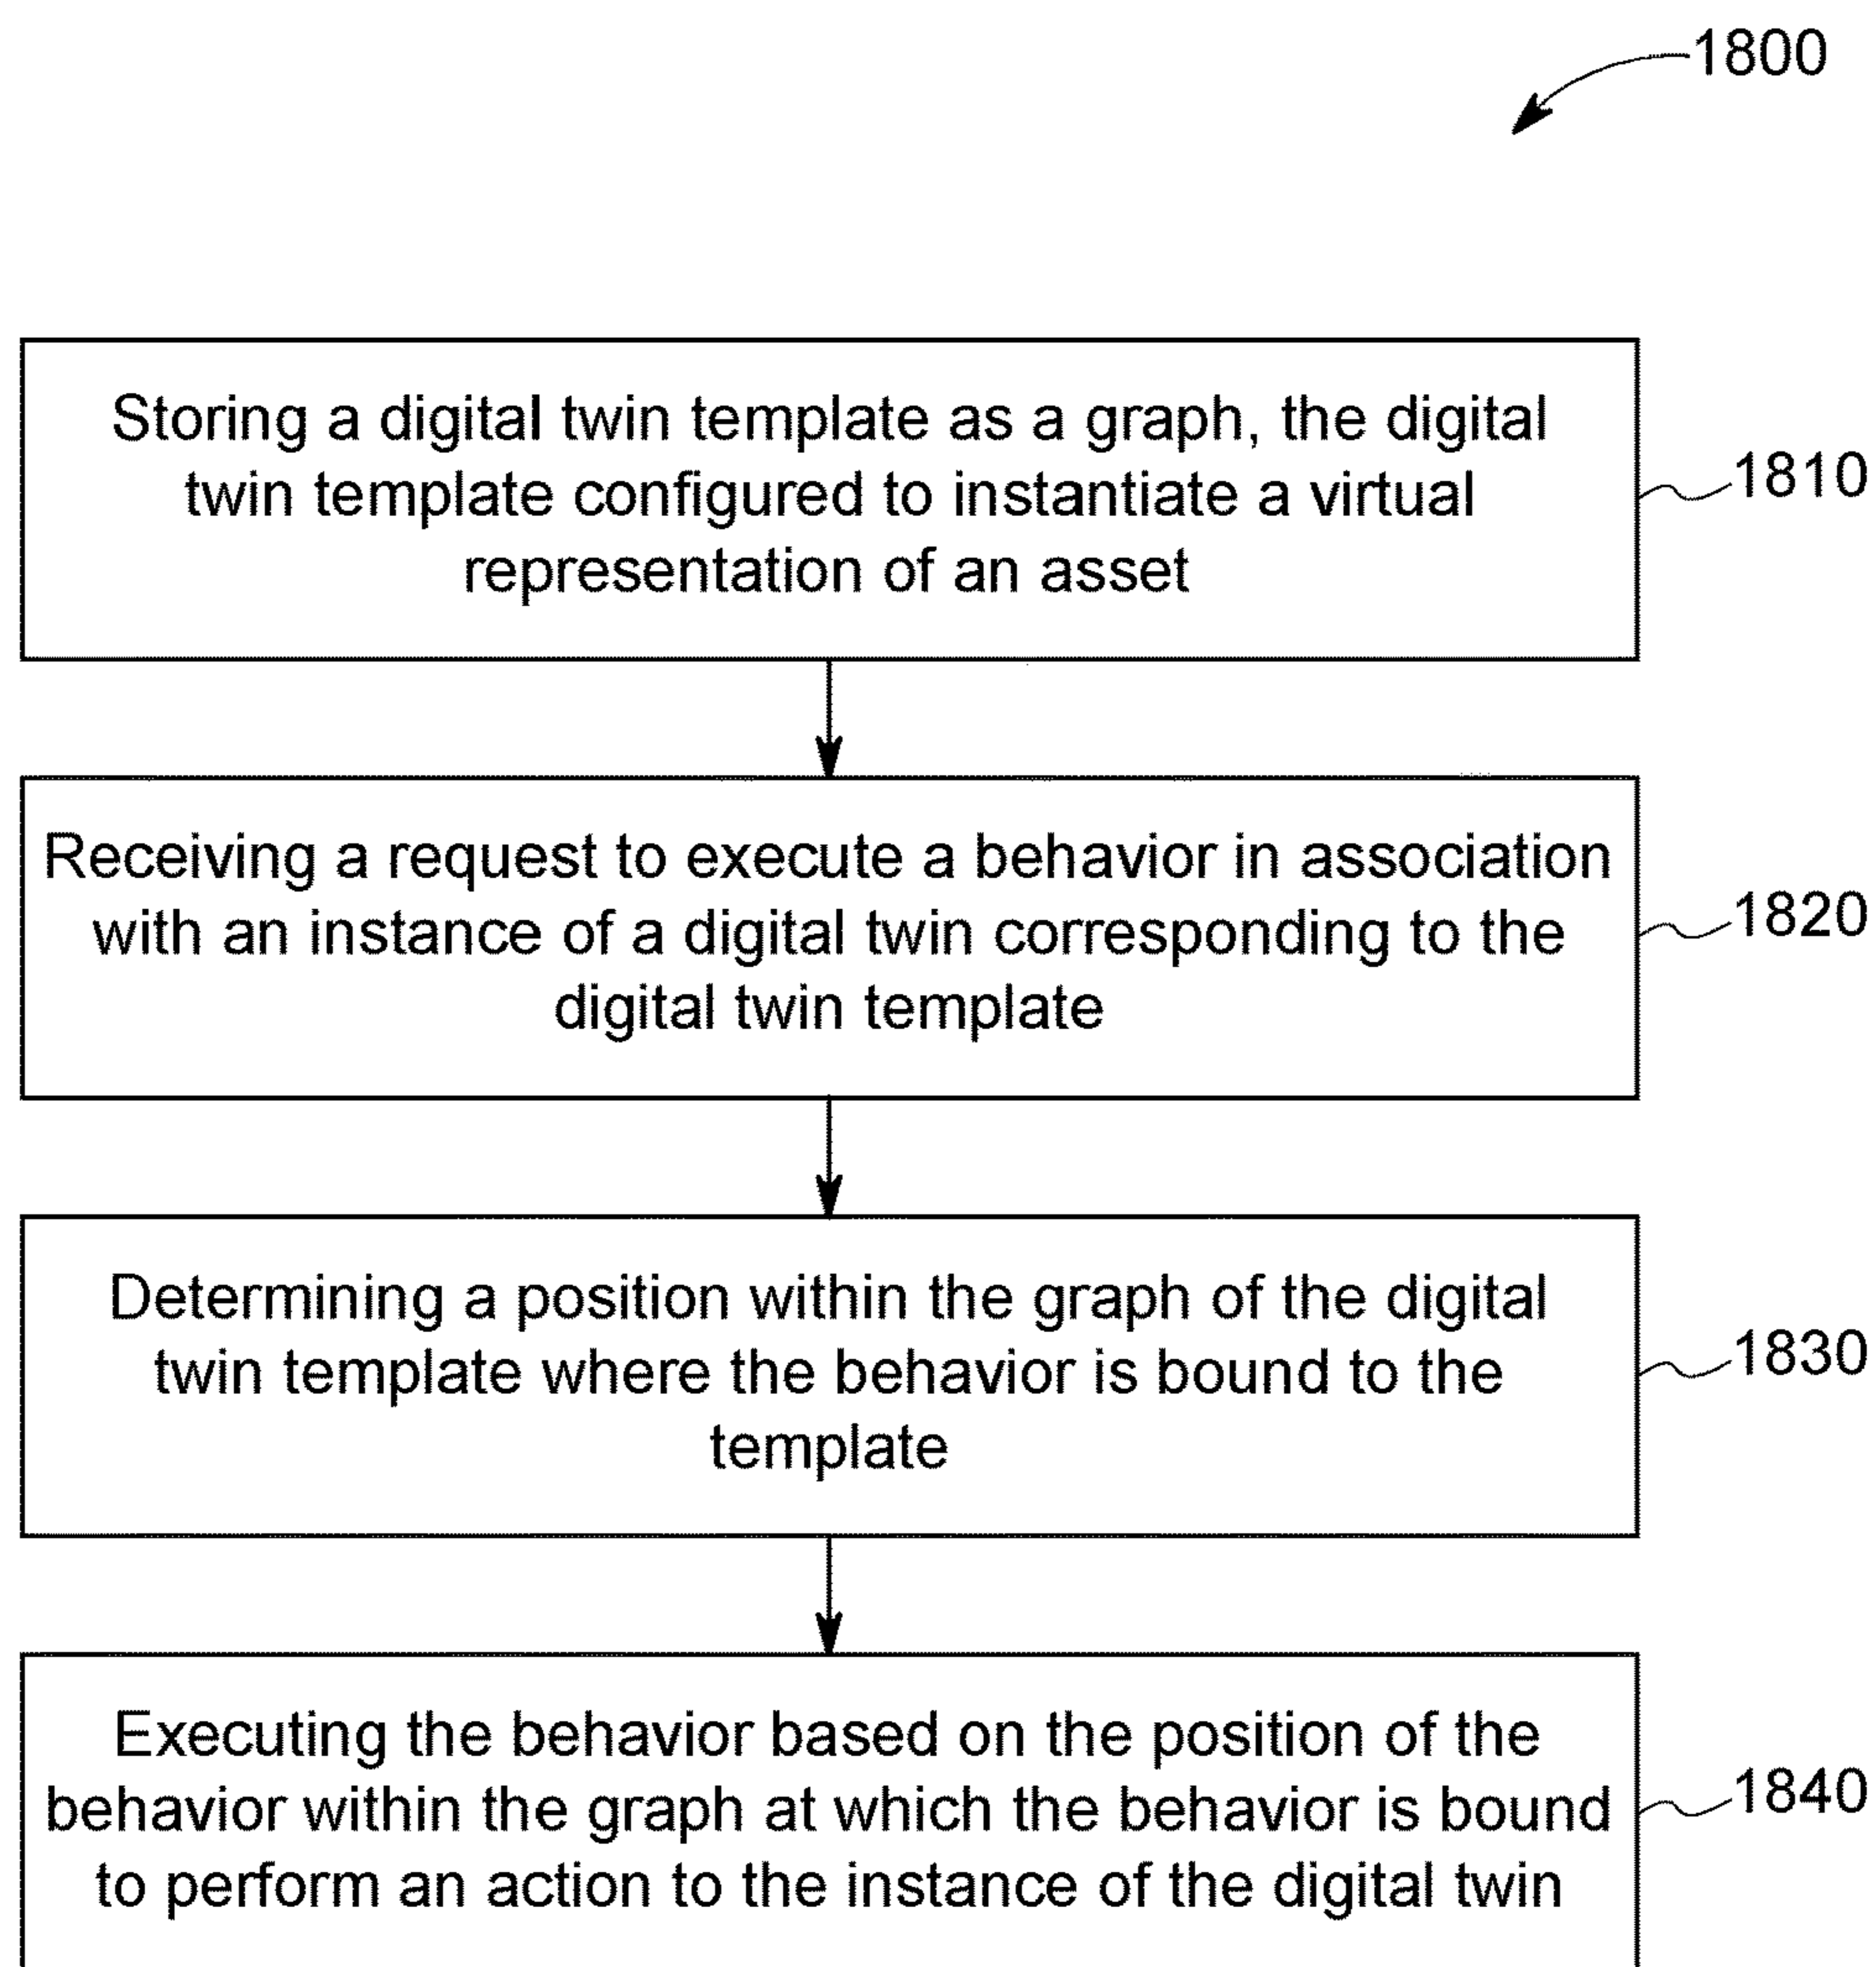 1800
Storing a digital twin template as a graph, the digital
twin template configured to instantiate a virtual
representation of an asset
1810
Receiving a request to execute a behavior in association
with an instance of a digital twin corresponding to the
digital twin template
1820
Determining a position within the graph of the digital
twin template where the behavior is bound to the
template
1830
Executing the behavior based on the position of the
behavior within the graph at which the behavior is bound
to perform an action to the instance of the digital twin
1840